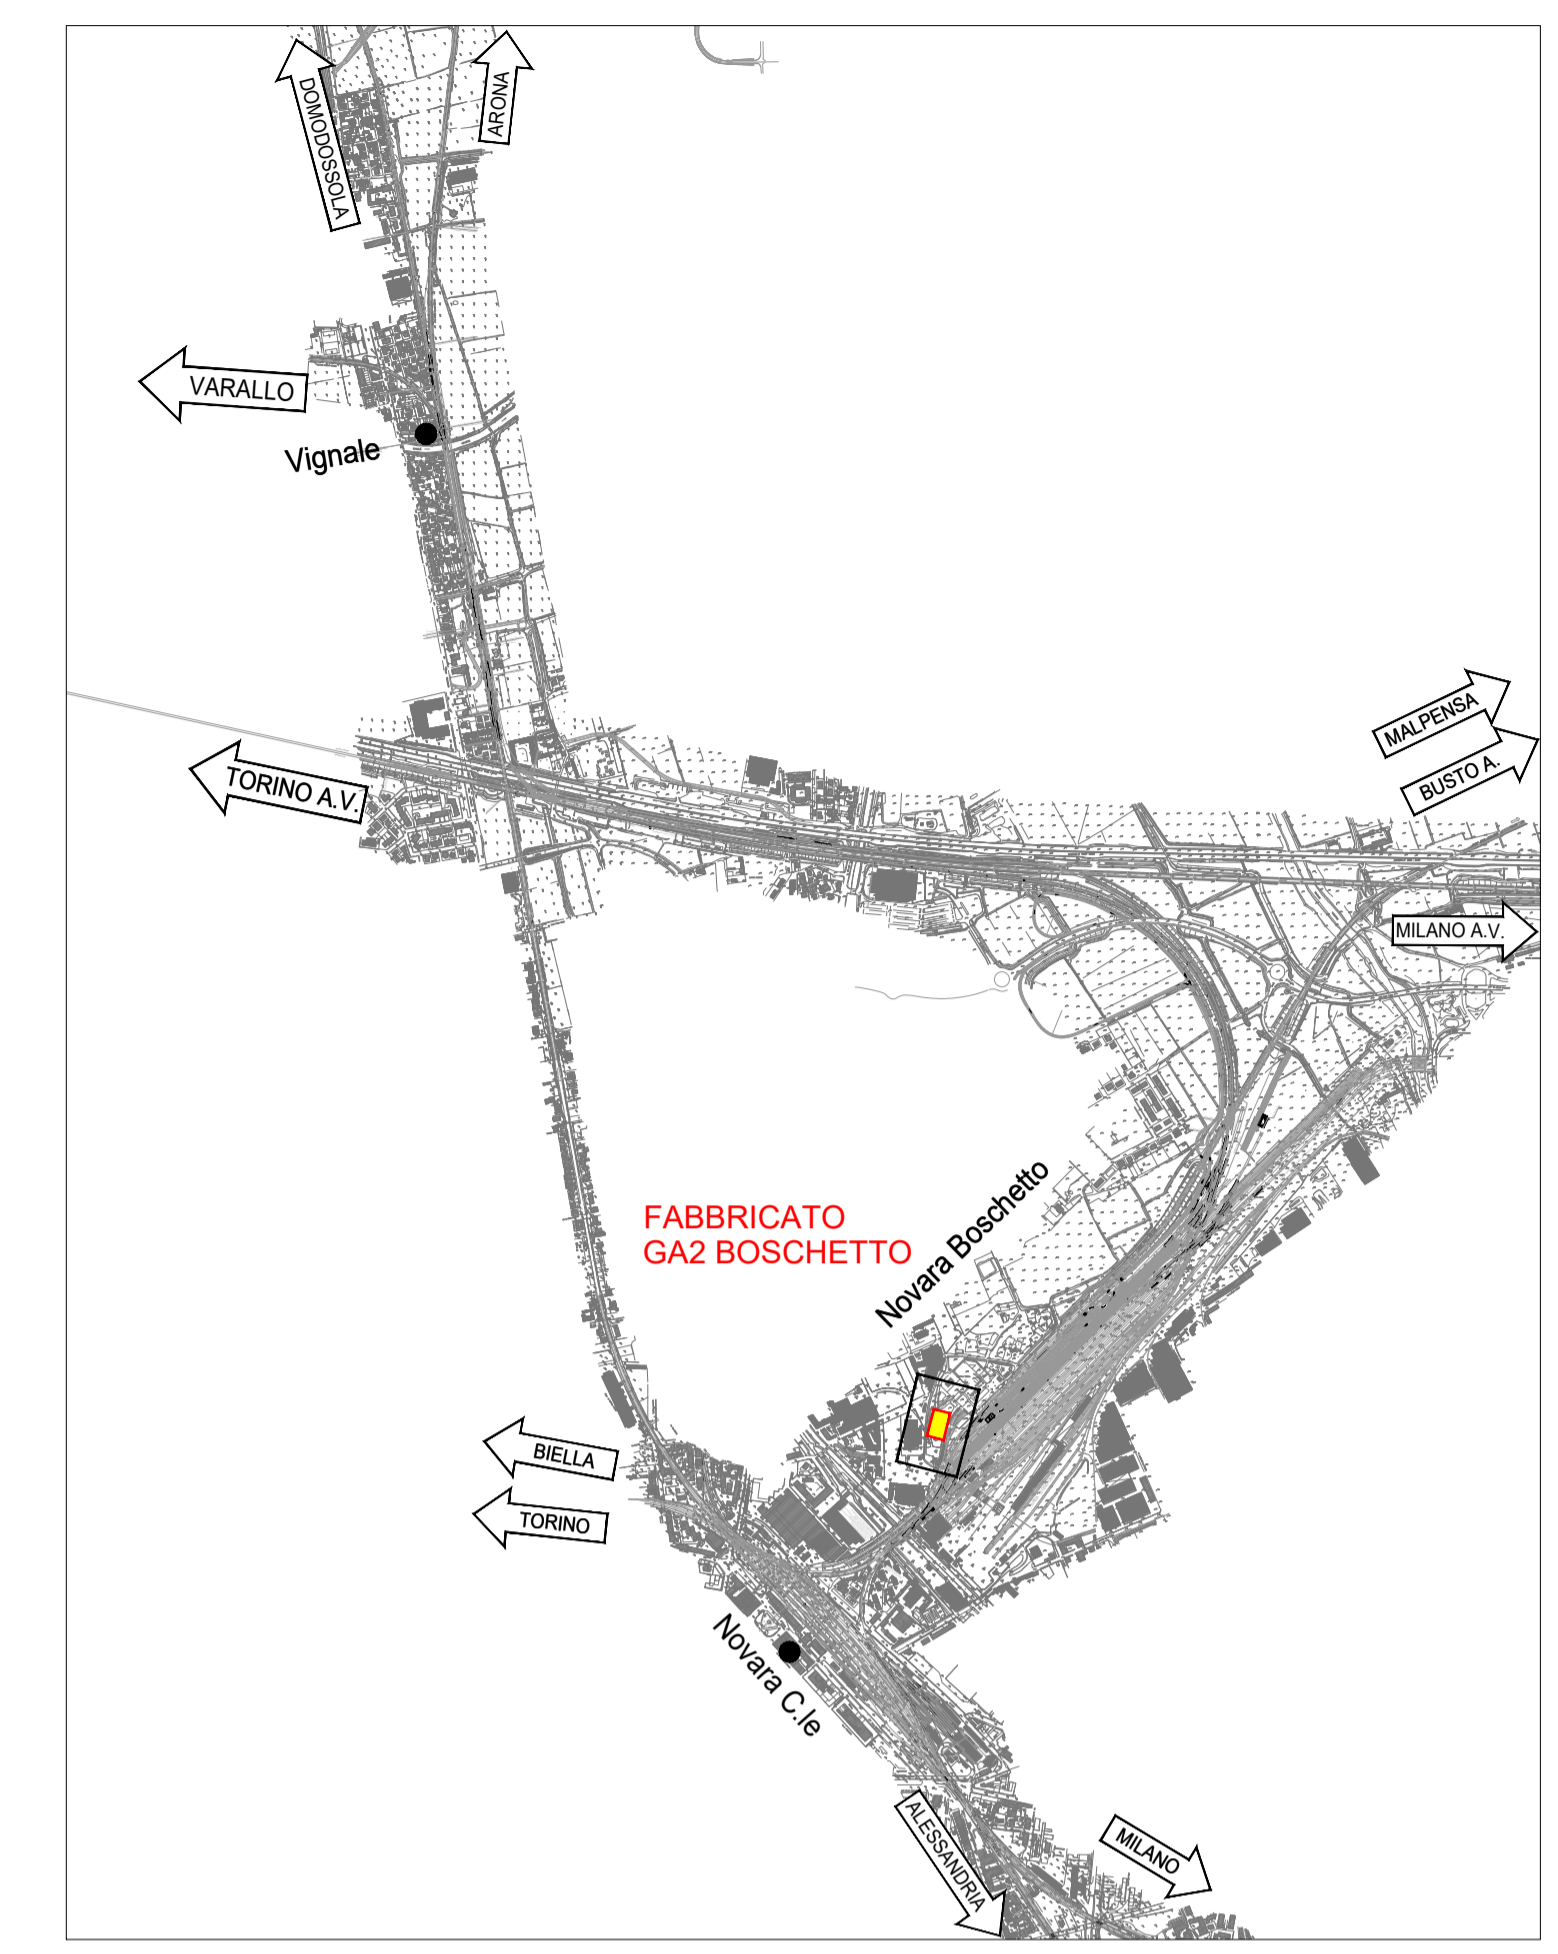 DOMODOSSOLA
ARONA
VARALLO
Vignale
MALPENSA
BUSTO A.
TORINO A.V.
MILANO A.V.
FABBRICATO
GA2 BOSCHETTO
Novara Boschetto
BIELLA
TORINO
Novara C.le
ALESSANDRIA
MILANO